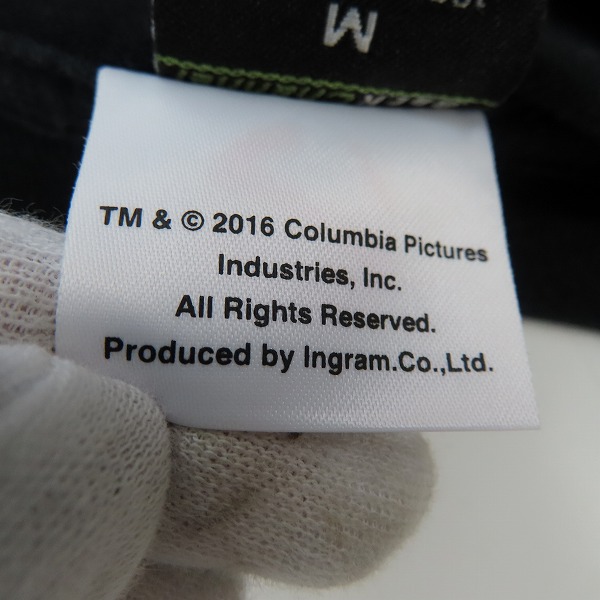 M
TM & © 2016 Columbia Pictures
Industries, Inc.
All Rights Reserved.
Produced by Ingram.Co.,Ltd.